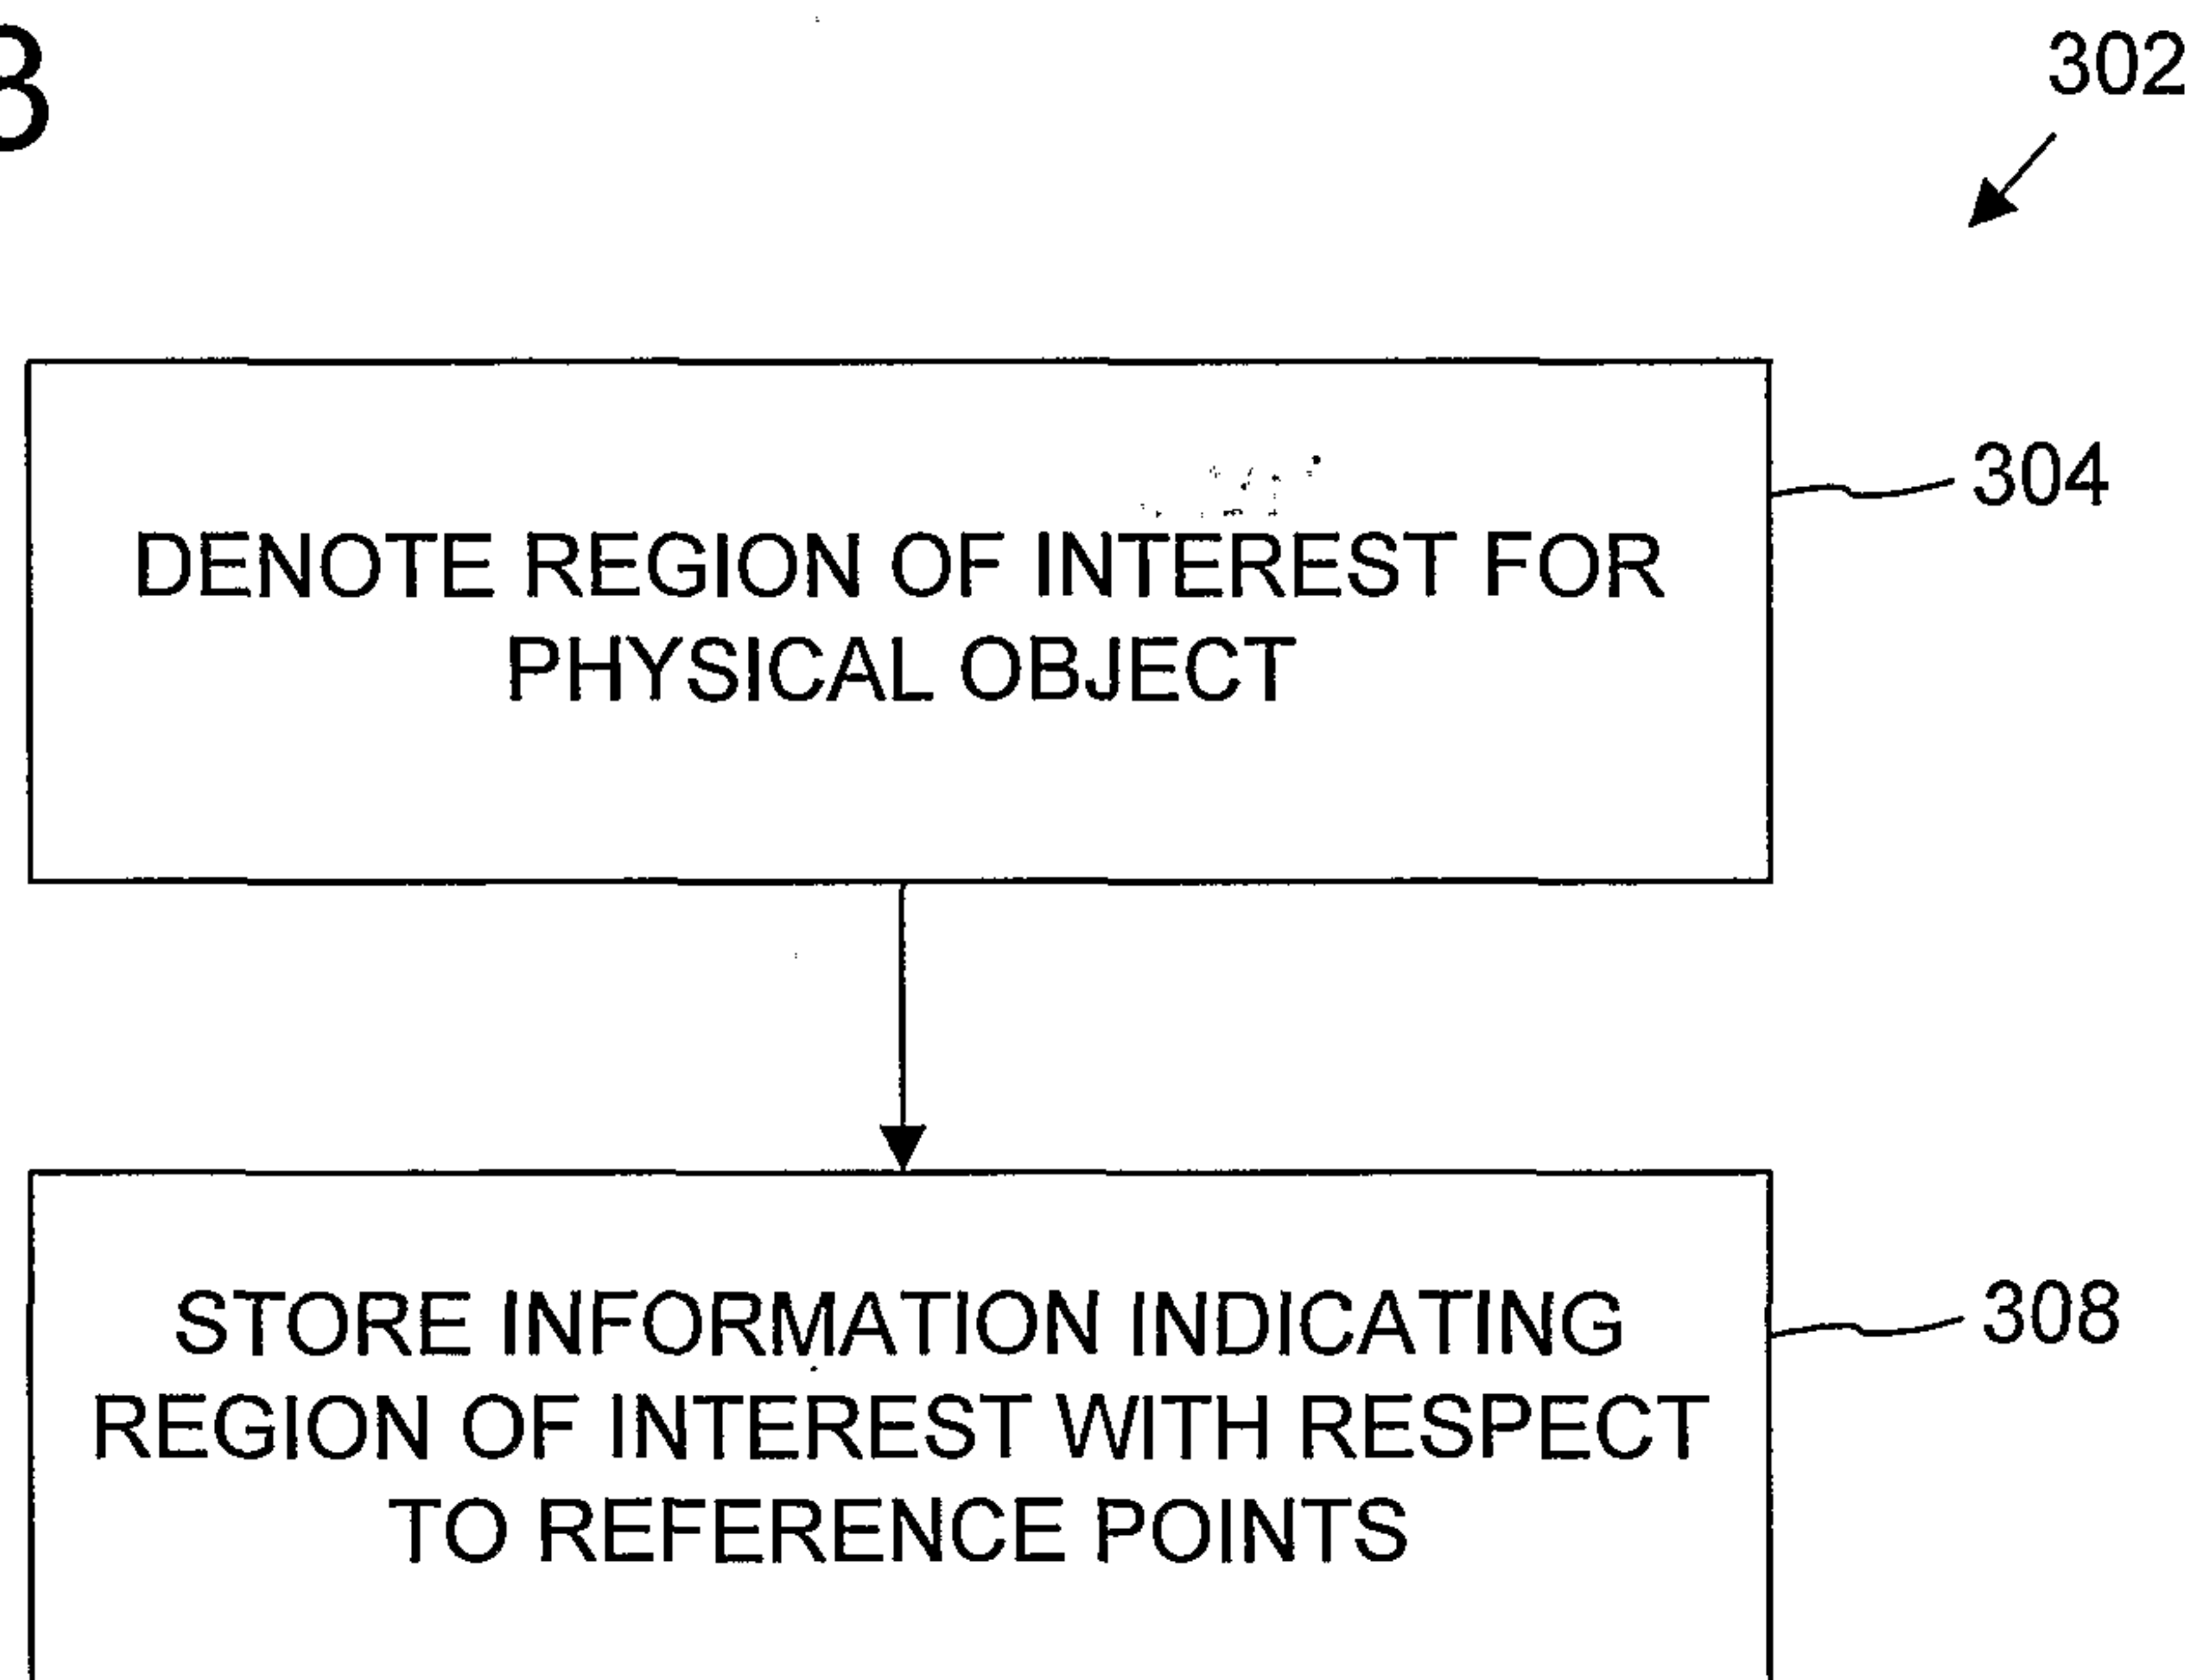 3
302
304
DENOTE REGION OF INTEREST FOR
PHYSICAL OBJECT
308
STORE INFORMATION INDICATING
REGION OF INTEREST WITH RESPECT
TO REFERENCE POINTS